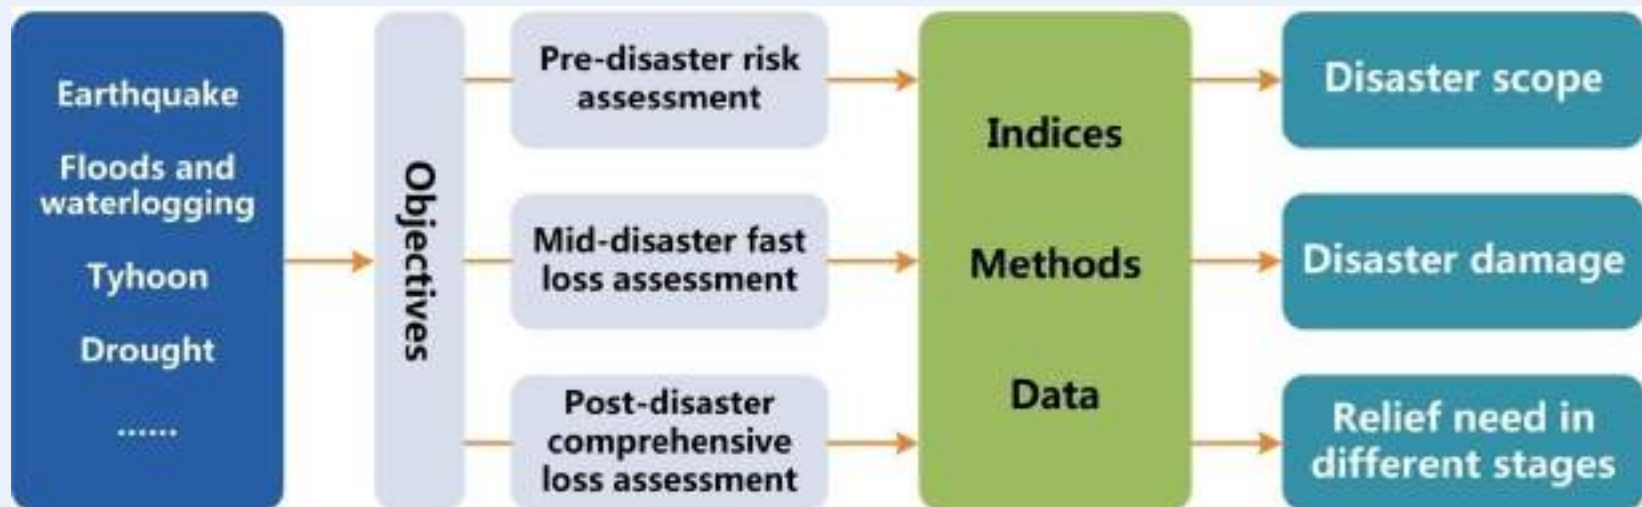 Earthquake
Floods and
waterlogging
Tyhoon
Drought
......
Objectives
Pre-disaster risk
assessment
Mid-disaster fast
loss assessment
Post-disaster
comprehensive
loss assessment
Indices
Methods
Data
Disaster scope
Disaster damage
Relief need in
different stages